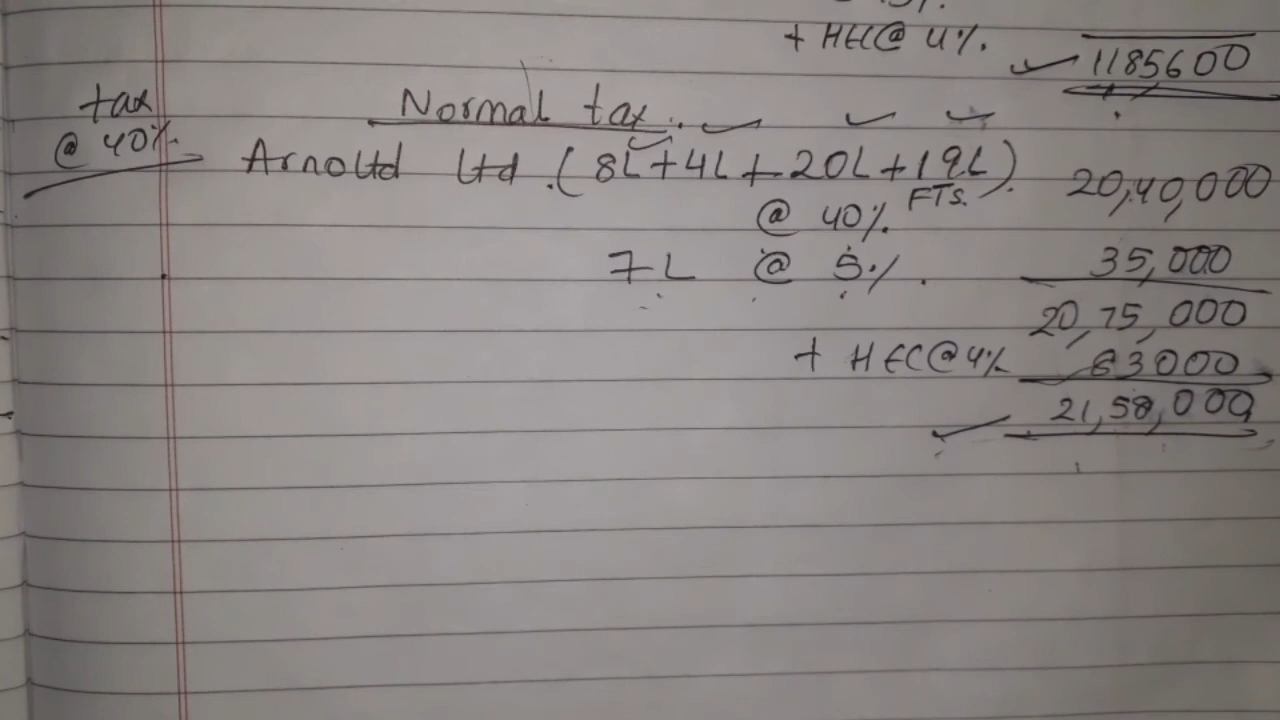 + HEC@ 4%.
1185600
tax
@ 40%.
Normal tax.
Arnoltd Ltd.(8L+4L+20L+19L). 20,40,000
FTS.
@ 40%.
7L @ 5%. 35,000
20,75,000
+ HEC@4% 83000
21,58,000